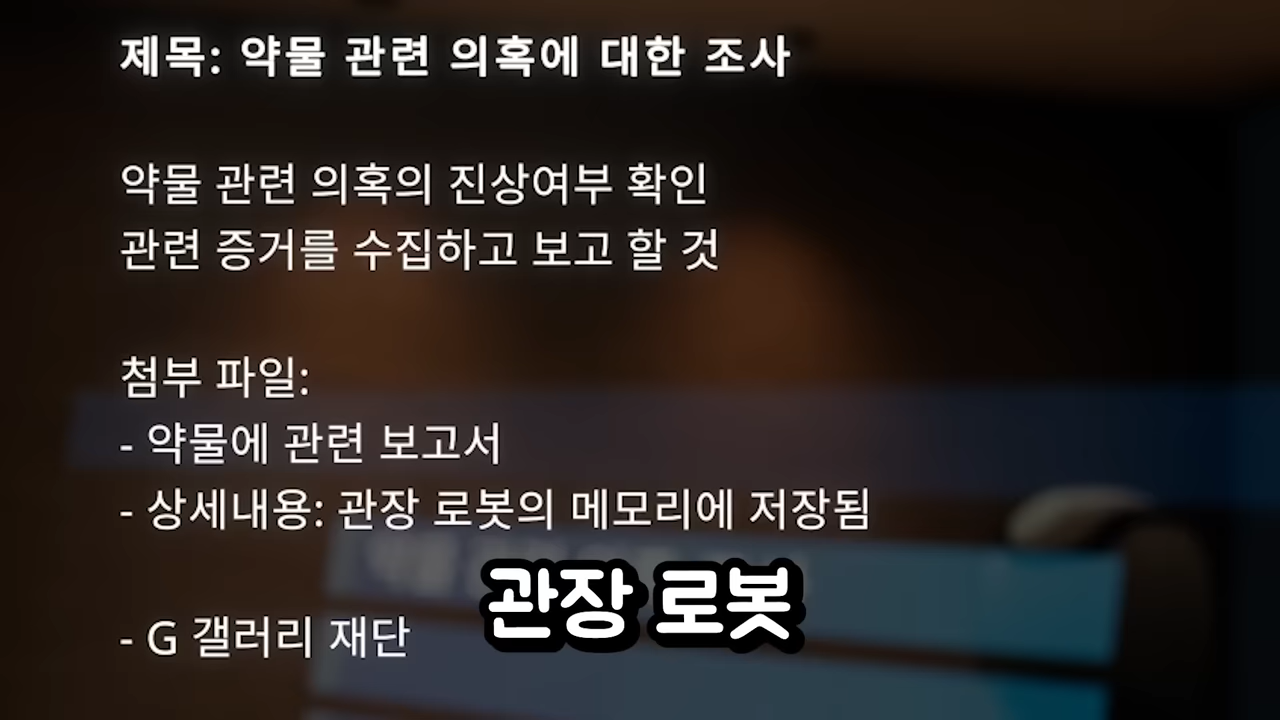 제목: 약물 관련 의혹에 대한 조사
약물 관련 의혹의 진상여부 확인
관련 증거를 수집하고 보고 할 것
첨부 파일:
- 약물에 관련 보고서
- 상세내용: 관장 로봇의 메모리에 저장됨
관장 로봇
- G 갤러리 재단